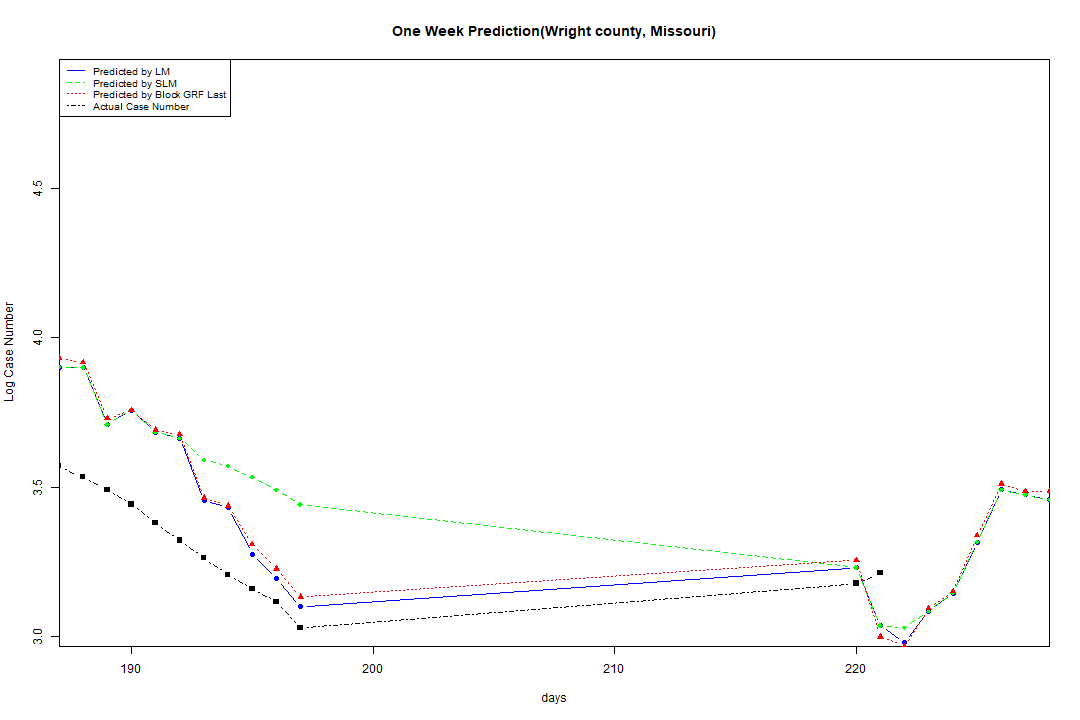 One Week Prediction(Wright county, Missouri)
Predicted by LM
Predicted by SLM
Predicted by Block GRF Last
Actual Case Number
4.5
4.0
3.5
3.0
Log Case Number
190 200 210 220
days